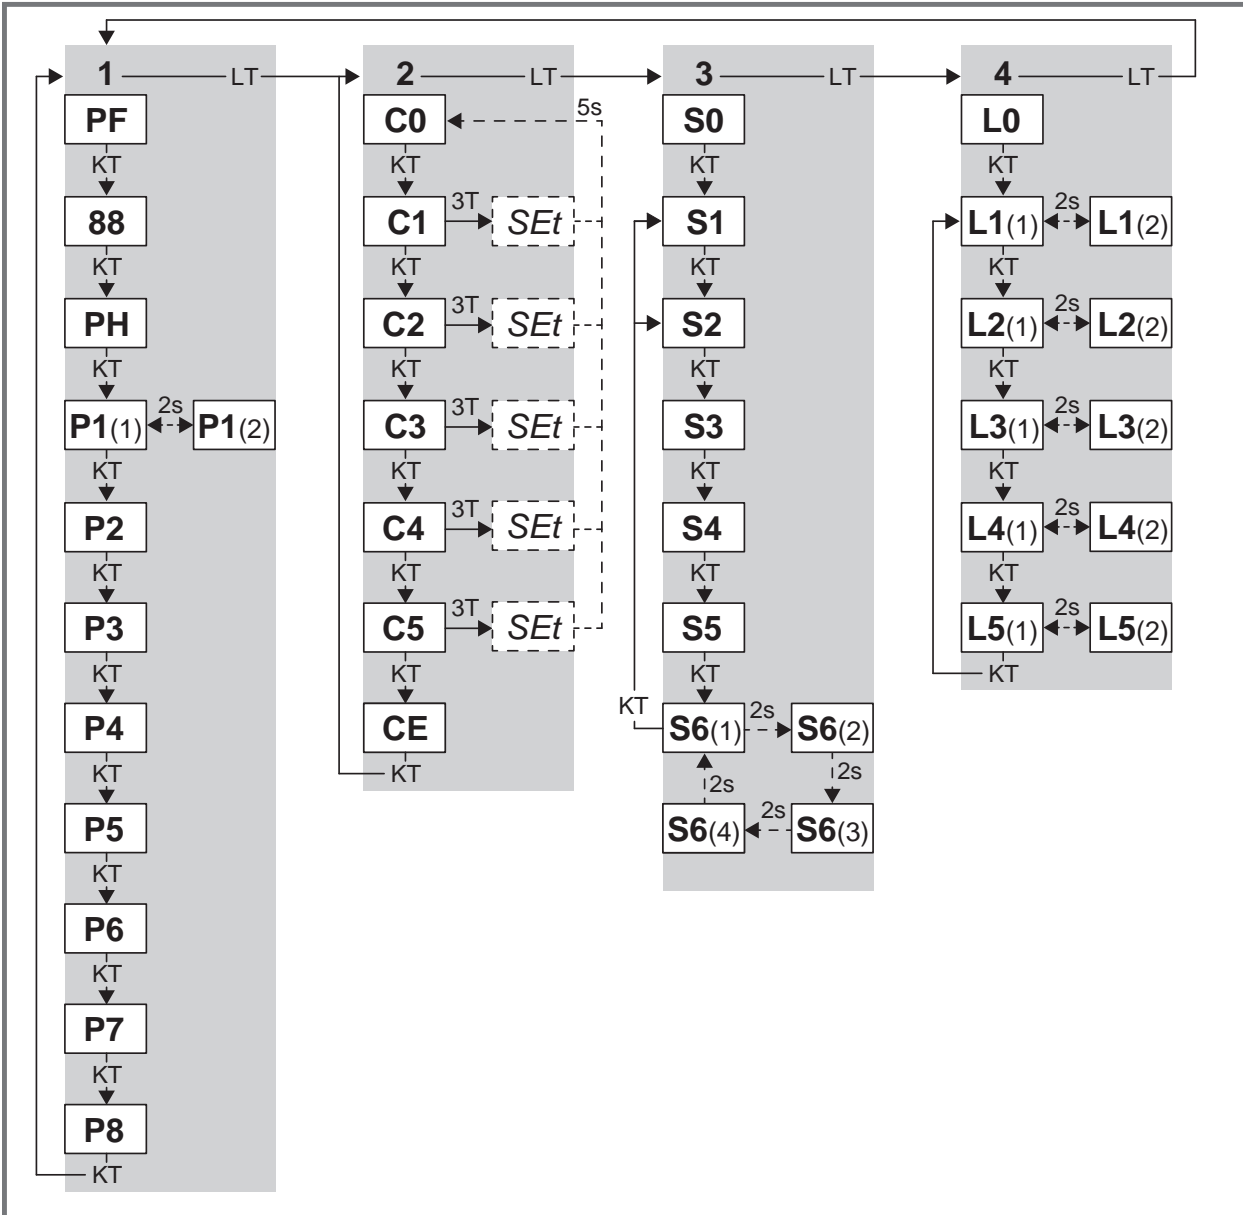 1 LT
PF
KT
88
KT
PH
KT
P1(1) 2s P1(2)
KT
P2
KT
P3
KT
P4
KT
P5
KT
P6
KT
P7
KT
P8
KT
2 LT
C0 5s
KT
C1 3T SEt
KT
C2 3T SEt
KT
C3 3T SEt
KT
C4 3T SEt
KT
C5 3T SEt
KT
CE
KT
3 LT
S0
KT
S1
KT
S2
KT
S3
KT
S4
KT
S5
KT
KT S6(1) 2s S6(2)
2s 2s
S6(4) 2s S6(3)
4 LT
L0
KT
L1(1) 2s L1(2)
KT
L2(1) 2s L2(2)
KT
L3(1) 2s L3(2)
KT
L4(1) 2s L4(2)
KT
L5(1) 2s L5(2)
KT